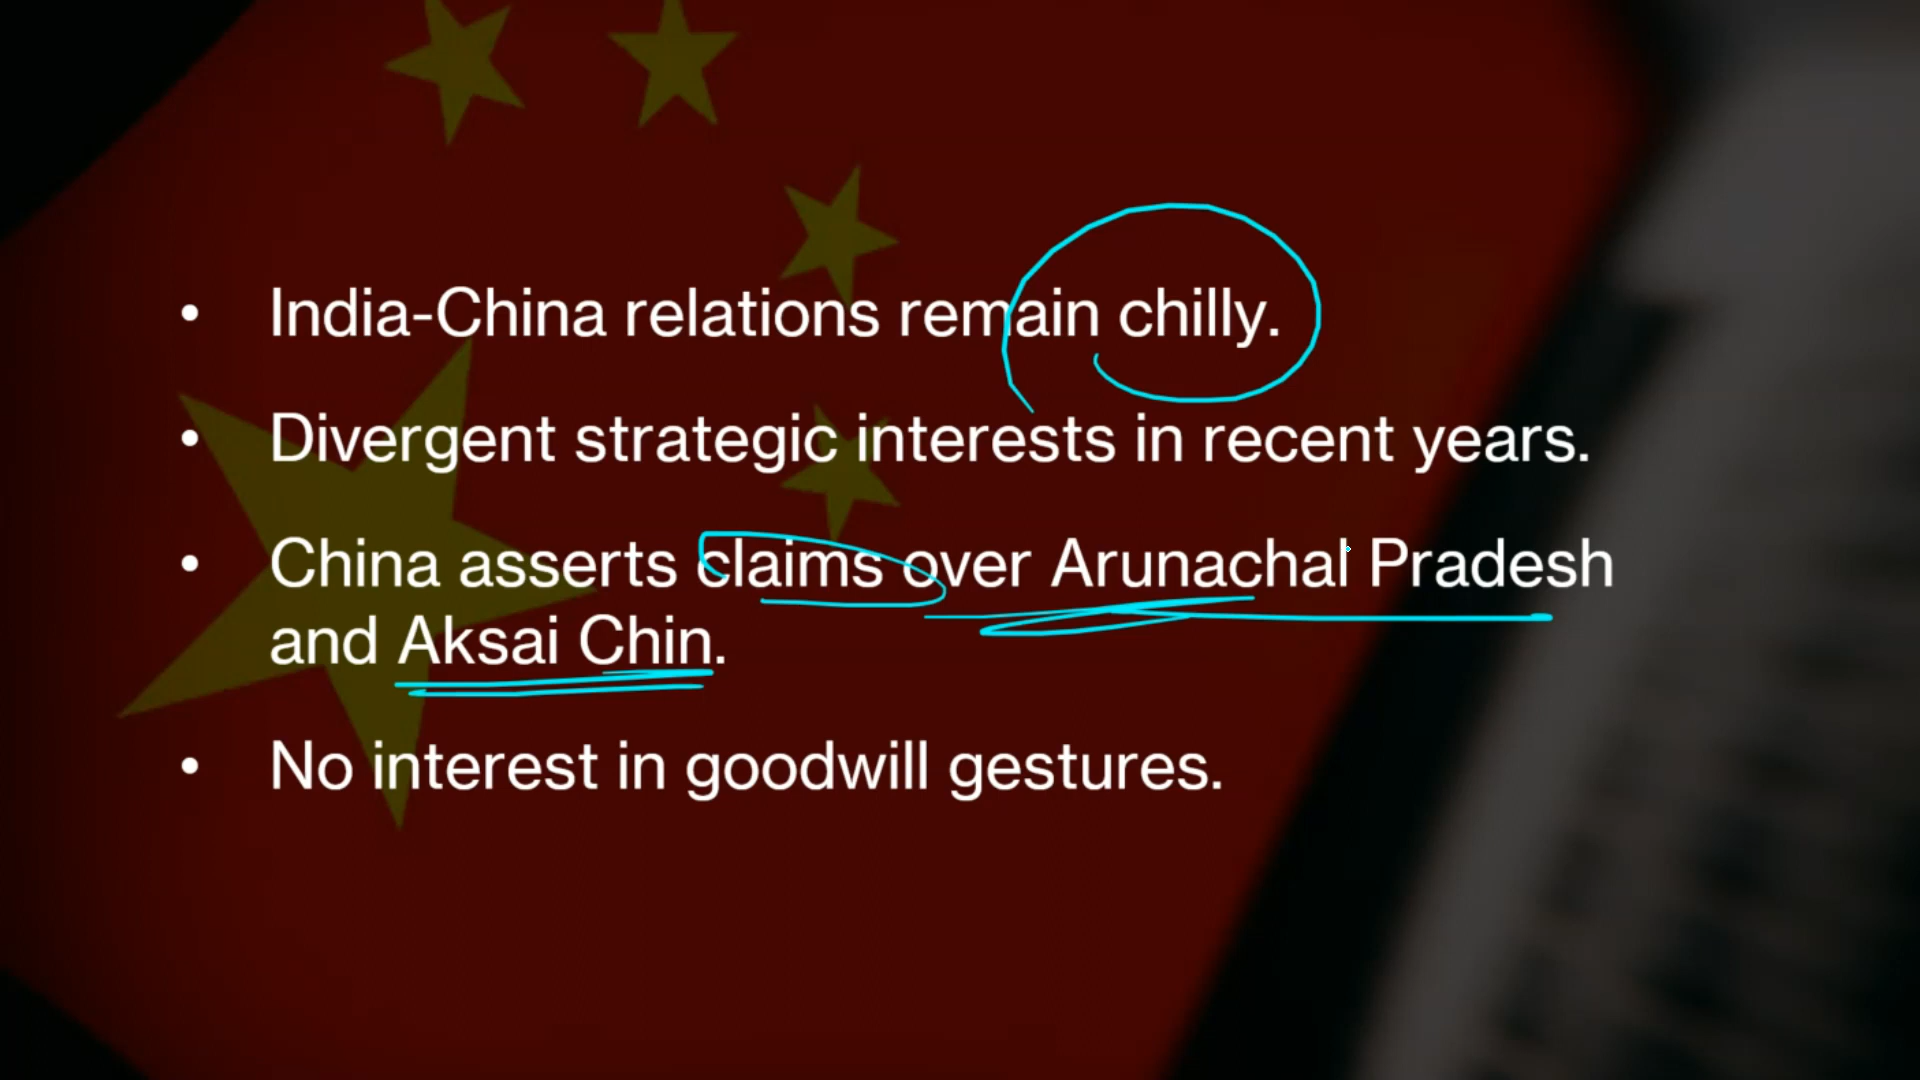 • India-China relations remain chilly.
• Divergent strategic interests in recent years.
• China asserts claims over Arunachal Pradesh
and Aksai Chin.
• No interest in goodwill gestures.